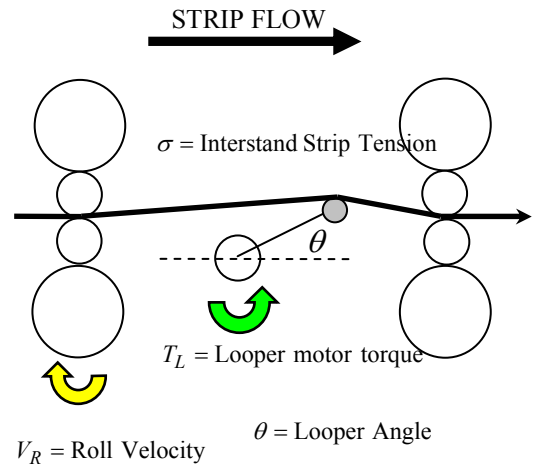 STRIP FLOW
σ = Interstand Strip Tension
θ
T_L = Looper motor torque
θ = Looper Angle
V_R = Roll Velocity